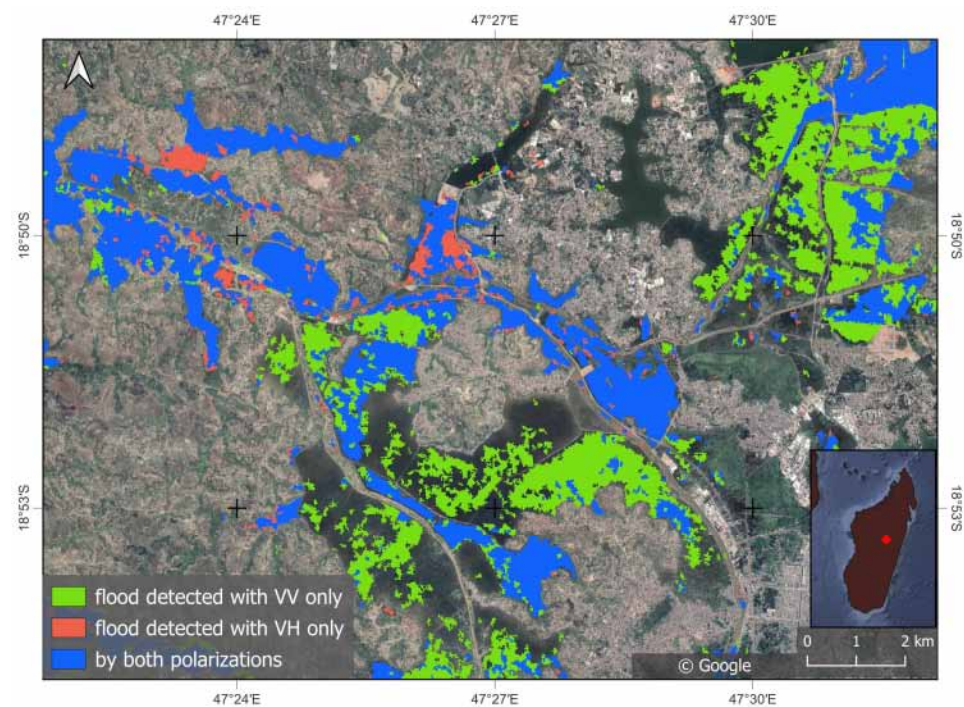 47°24'E 47°27'E 47°30'E
18°50'S 18°50'S
18°53'S 18°53'S
flood detected with VV only
flood detected with VH only
by both polarizations
0 1 2 km
© Google
47°24'E 47°27'E 47°30'E